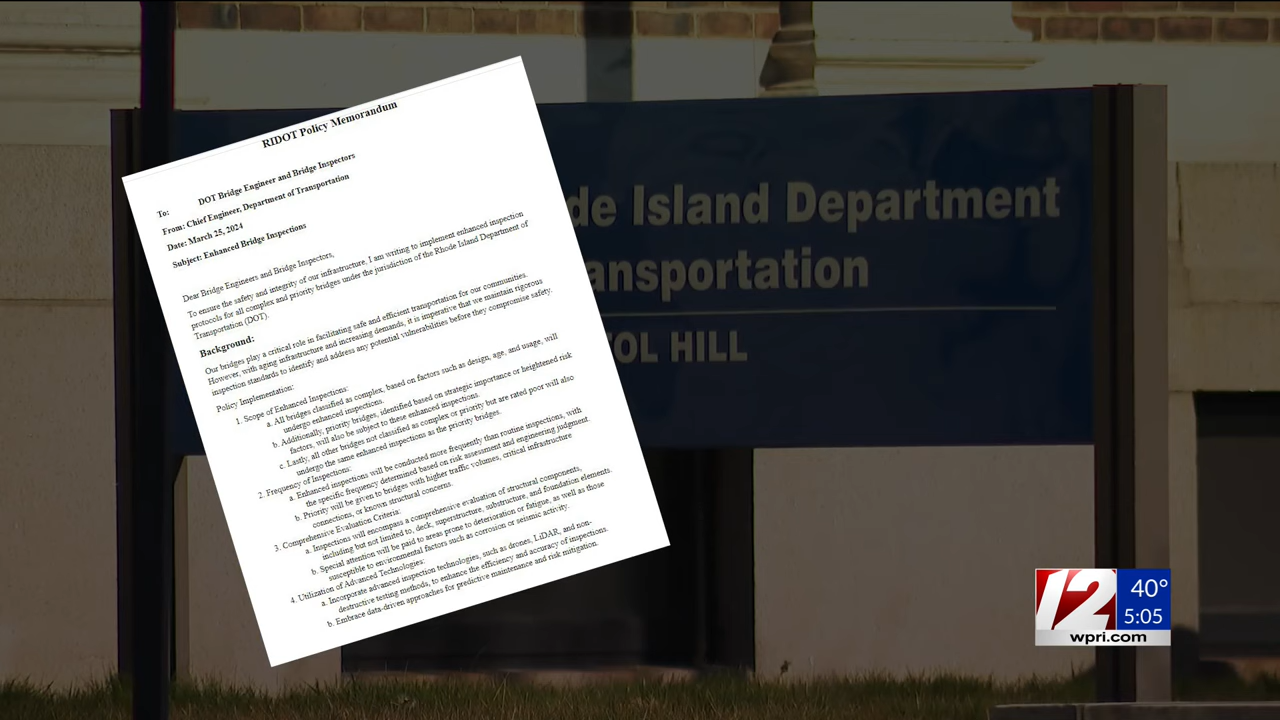 RIDOT Policy Memorandum
To: DOT Bridge Engineer and Bridge Inspectors
From: Chief Engineer, Department of Transportation
Date: March 25, 2024
Subject: Enhanced Bridge Inspections
Dear Bridge Engineers and Bridge Inspectors,
To ensure the safety and integrity of our infrastructure, I am writing to implement enhanced inspection
protocols for all complex and priority bridges under the jurisdiction of the Rhode Island Department of
Transportation (DOT).
Background:
Our bridges play a critical role in facilitating safe and efficient transportation for our communities.
However, with aging infrastructure and increasing demands, it is imperative that we maintain rigorous
inspection standards to identify and address any potential vulnerabilities before they compromise safety.
Policy Implementation:
1. Scope of Enhanced Inspections:
a. All bridges classified as complex, based on factors such as design, age, and usage, will
undergo enhanced inspections.
b. Additionally, priority bridges, identified based on strategic importance or heightened risk
factors, will also be subject to these enhanced inspections.
c. Lastly, all other bridges not classified as complex or priority but are rated poor will also
undergo the same enhanced inspections as the priority bridges.
2. Frequency of Inspections:
a. Enhanced inspections will be conducted more frequently than routine inspections, with
the specific frequency determined based on risk assessment and engineering judgment.
b. Priority will be given to bridges with higher traffic volumes, critical infrastructure
connections, or known structural concerns.
3. Comprehensive Evaluation Criteria:
a. Inspections will encompass a comprehensive evaluation of structural components,
including but not limited to, deck, superstructure, substructure, and foundation elements.
b. Special attention will be paid to areas prone to deterioration or fatigue, as well as those
susceptible to environmental factors such as corrosion or seismic activity.
4. Utilization of Advanced Technologies:
a. Incorporate advanced inspection technologies, such as drones, LiDAR, and non-
destructive testing methods, to enhance the efficiency and accuracy of inspections.
b. Embrace data-driven approaches for predictive maintenance and risk mitigation.
de Island Department
ansportation
OL HILL
12
40°
5:05
wpri.com